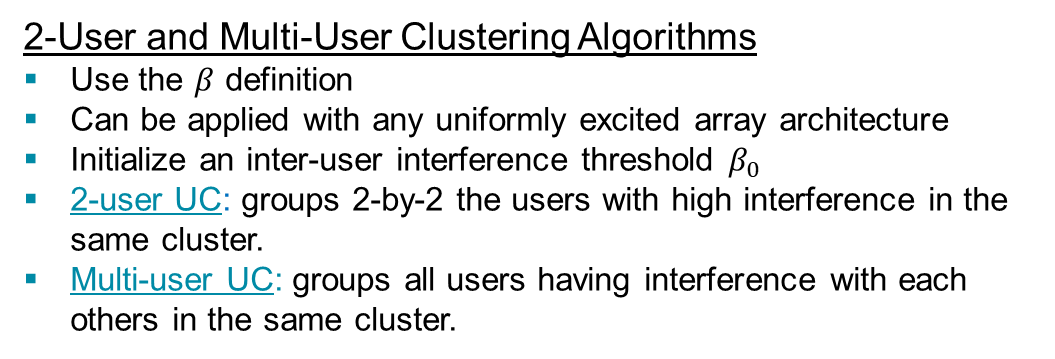 2-User and Multi-User Clustering Algorithms
▪ Use the β definition
▪ Can be applied with any uniformly excited array architecture
▪ Initialize an inter-user interference threshold β₀
▪ 2-user UC: groups 2-by-2 the users with high interference in the
same cluster.
▪ Multi-user UC: groups all users having interference with each
others in the same cluster.